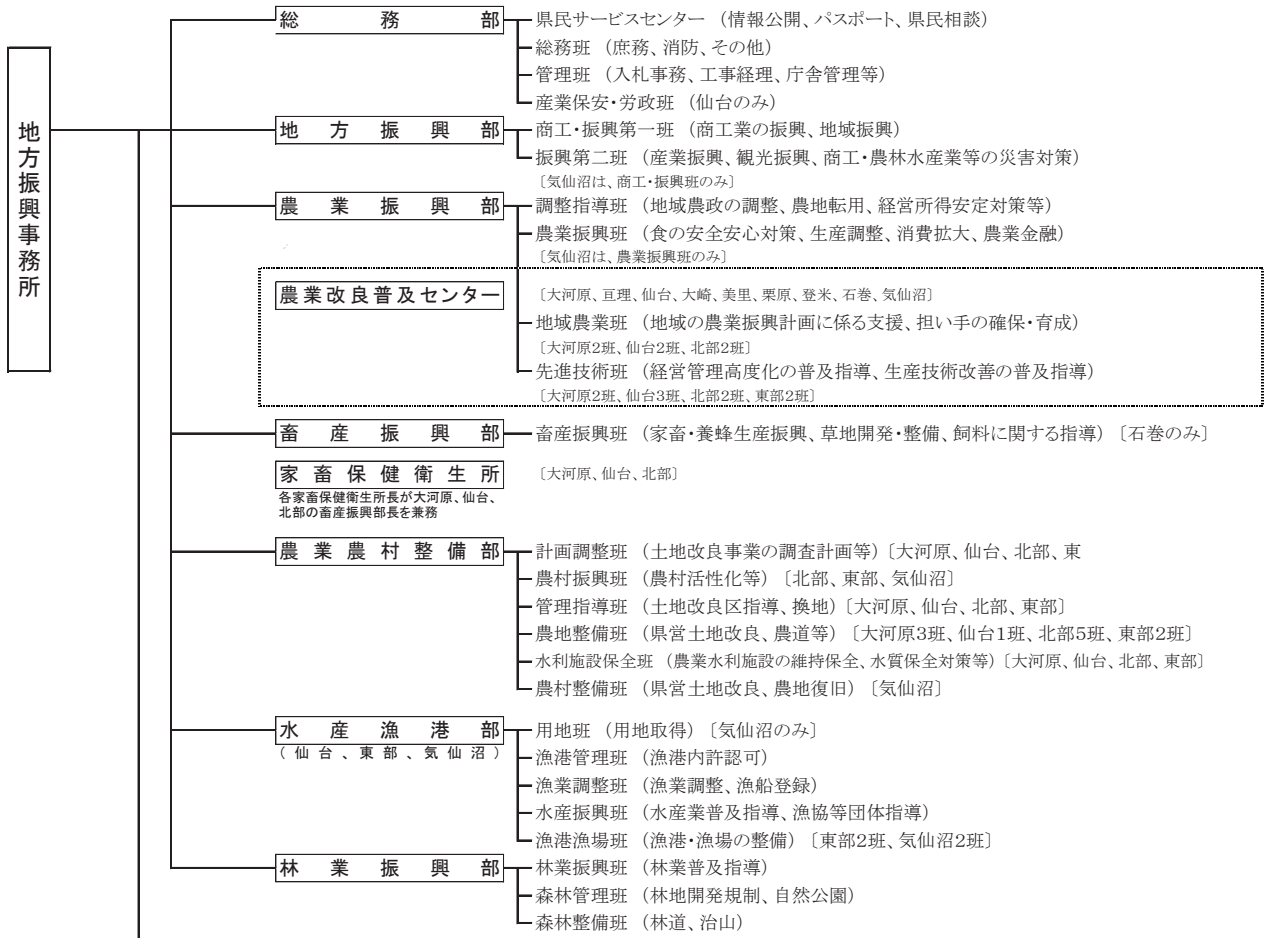 地方振興事務所
総務部
県民サービスセンター （情報公開、パスポート、県民相談）
総務班 （庶務、消防、その他）
管理班 （入札事務、工事経理、庁舎管理等）
産業保安・労政班 （仙台のみ）
地方振興部
商工・振興第一班 （商工業の振興、地域振興）
振興第二班 （産業振興、観光振興、商工・農林水産業等の災害対策）
〔気仙沼は、商工・振興班のみ〕
農業振興部
調整指導班 （地域農政の調整、農地転用、経営所得安定対策等）
農業振興班 （食の安全安心対策、生産調整、消費拡大、農業金融）
〔気仙沼は、農業振興班のみ〕
農業改良普及センター
〔大河原、亘理、仙台、大崎、美里、栗原、登米、石巻、気仙沼〕
地域農業班 （地域の農業振興計画に係る支援、担い手の確保・育成）
〔大河原2班、仙台2班、北部2班〕
先進技術班 （経営管理高度化の普及指導、生産技術改善の普及指導）
〔大河原2班、仙台3班、北部2班、東部2班〕
畜産振興部
畜産振興班 （家畜・養蜂生産振興、草地開発・整備、飼料に関する指導） 〔石巻のみ〕
家畜保健衛生所
〔大河原、仙台、北部〕
各家畜保健衛生所長が大河原、仙台、
北部の畜産振興部長を兼務
農業農村整備部
計画調整班 （土地改良事業の調査計画等）〔大河原、仙台、北部、東
農村振興班 （農村活性化等） 〔北部、東部、気仙沼〕
管理指導班 （土地改良区指導、換地）〔大河原、仙台、北部、東部〕
農地整備班 （県営土地改良、農道等） 〔大河原3班、仙台1班、北部5班、東部2班〕
水利施設保全班 （農業水利施設の維持保全、水質保全対策等）〔大河原、仙台、北部、東部〕
農村整備班 （県営土地改良、農地復旧） 〔気仙沼〕
水産漁港部
（仙台、東部、気仙沼）
用地班 （用地取得） 〔気仙沼のみ〕
漁港管理班 （漁港内許認可）
漁業調整班 （漁業調整、漁船登録）
水産振興班 （水産業普及指導、漁協等団体指導）
漁港漁場班 （漁港・漁場の整備） 〔東部2班、気仙沼2班〕
林業振興部
林業振興班 （林業普及指導）
森林管理班 （林地開発規制、自然公園）
森林整備班 （林道、治山）